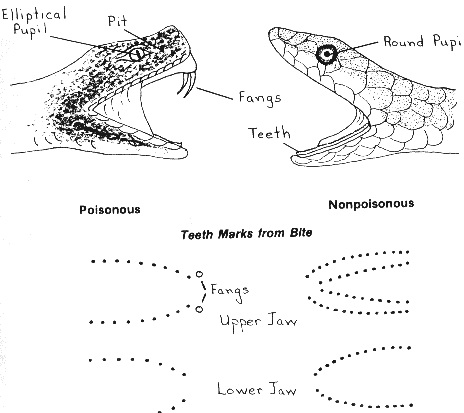 Elliptical
Pupil
Pit
Round Pupi
Fangs
Teeth
Poisonous
Nonpoisonous
Teeth Marks from Bite
Fangs
Upper Jaw
Lower Jaw